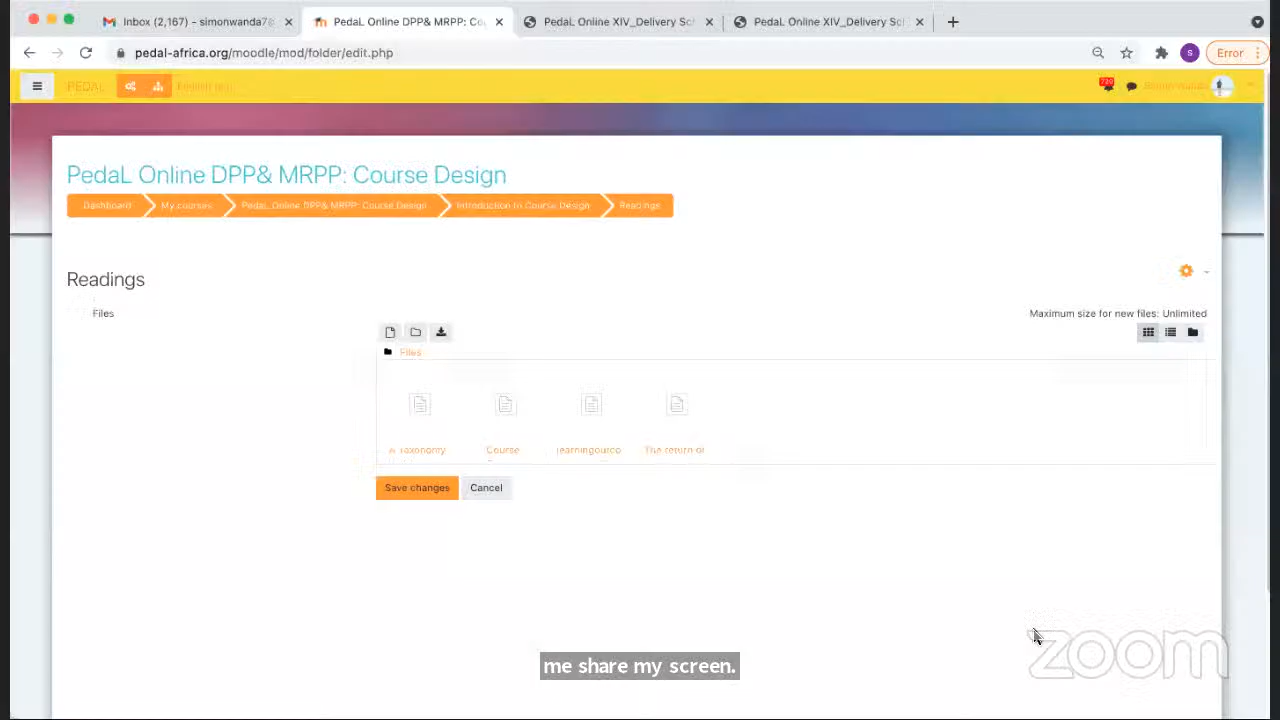 Inbox (2,167) - simonwanda7@
PedaL Online DPP& MRPP: Co
PedaL Online XIV_Delivery Sc
PedaL Online XIV_Delivery Sc
pedal-africa.org/moodle/mod/folder/edit.php
S
Error
PEDAL
PedaL Online DPP& MRPP: Course Design
Dashboard
My courses
PedaL Online DPP& MRPP: Course Design
Introduction to Course Design
Readings
Readings
Files
Maximum size for new files: Unlimited
Files
A Taxonomy
Course
learningourco
The return of
Save changes
Cancel
zoom
me share my screen.